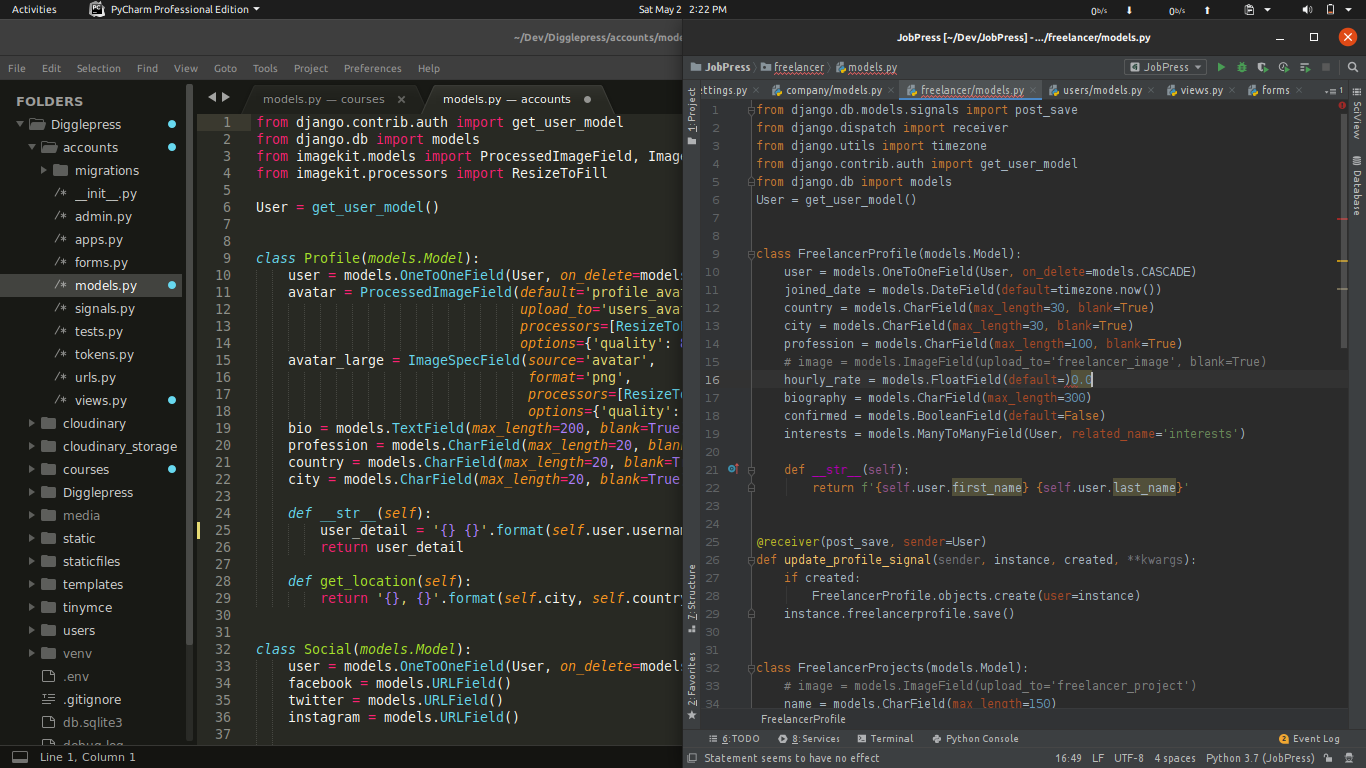 Activities
PyCharm Professional Edition
Sat May 2 2:22 PM
0b/s
0b/s
~/Dev/Digglepress/accounts/mode
File Edit Selection Find View Goto Tools Project Preferences Help
FOLDERS
Digglepress
accounts
migrations
/* __init__.py
/* admin.py
/* apps.py
/* forms.py
/* models.py
/* signals.py
/* tests.py
/* tokens.py
/* urls.py
/* views.py
cloudinary
cloudinary_storage
courses
Digglepress
media
static
staticfiles
templates
tinymce
users
venv
.env
.gitignore
db.sqlite3
debug.log
models.py — courses
models.py — accounts
1 from django.contrib.auth import get_user_model
2 from django.db import models
3 from imagekit.models import ProcessedImageField, Imag
4 from imagekit.processors import ResizeToFill
5
6 User = get_user_model()
7
8
9 class Profile(models.Model):
10 user = models.OneToOneField(User, on_delete=models
11 avatar = ProcessedImageField(default='profile_ava
12 upload_to='users_ava
13 processors=[ResizeTo
14 options={'quality':
15 avatar_large = ImageSpecField(source='avatar',
16 format='png',
17 processors=[ResizeT
18 options={'quality':
19 bio = models.TextField(max_length=200, blank=True
20 profession = models.CharField(max_length=20, blan
21 country = models.CharField(max_length=20, blank=T
22 city = models.CharField(max_length=20, blank=True
23
24 def __str__(self):
25 user_detail = '{} {}'.format(self.user.userna
26 return user_detail
27
28 def get_location(self):
29 return '{}, {}'.format(self.city, self.countr
30
31
32 class Social(models.Model):
33 user = models.OneToOneField(User, on_delete=models
34 facebook = models.URLField()
35 twitter = models.URLField()
36 instagram = models.URLField()
37
Line 1, Column 1
JobPress [~/Dev/JobPress] - .../freelancer/models.py
JobPress freelancer models.py
JobPress
ettings.py company/models.py freelancer/models.py users/models.py views.py forms
1: Project
7: Structure
2: Favorites
SciView
Database
1 from django.db.models.signals import post_save
2 from django.dispatch import receiver
3 from django.utils import timezone
4 from django.contrib.auth import get_user_model
5 from django.db import models
6 User = get_user_model()
7
8
9 class FreelancerProfile(models.Model):
10 user = models.OneToOneField(User, on_delete=models.CASCADE)
11 joined_date = models.DateField(default=timezone.now())
12 country = models.CharField(max_length=30, blank=True)
13 city = models.CharField(max_length=30, blank=True)
14 profession = models.CharField(max_length=100, blank=True)
15 # image = models.ImageField(upload_to='freelancer_image', blank=True)
16 hourly_rate = models.FloatField(default=)0.0
17 biography = models.CharField(max_length=300)
18 confirmed = models.BooleanField(default=False)
19 interests = models.ManyToManyField(User, related_name='interests')
20
21 def __str__(self):
22 return f'{self.user.first_name} {self.user.last_name}'
23
24
25 @receiver(post_save, sender=User)
26 def update_profile_signal(sender, instance, created, **kwargs):
27 if created:
28 FreelancerProfile.objects.create(user=instance)
29 instance.freelancerprofile.save()
30
31
32 class FreelancerProjects(models.Model):
33 # image = models.ImageField(upload_to='freelancer_project')
34 name = models.CharField(max_length=150)
FreelancerProfile
6: TODO 8: Services Terminal Python Console 2 Event Log
Statement seems to have no effect 16:49 LF UTF-8 4 spaces Python 3.7 (JobPress)